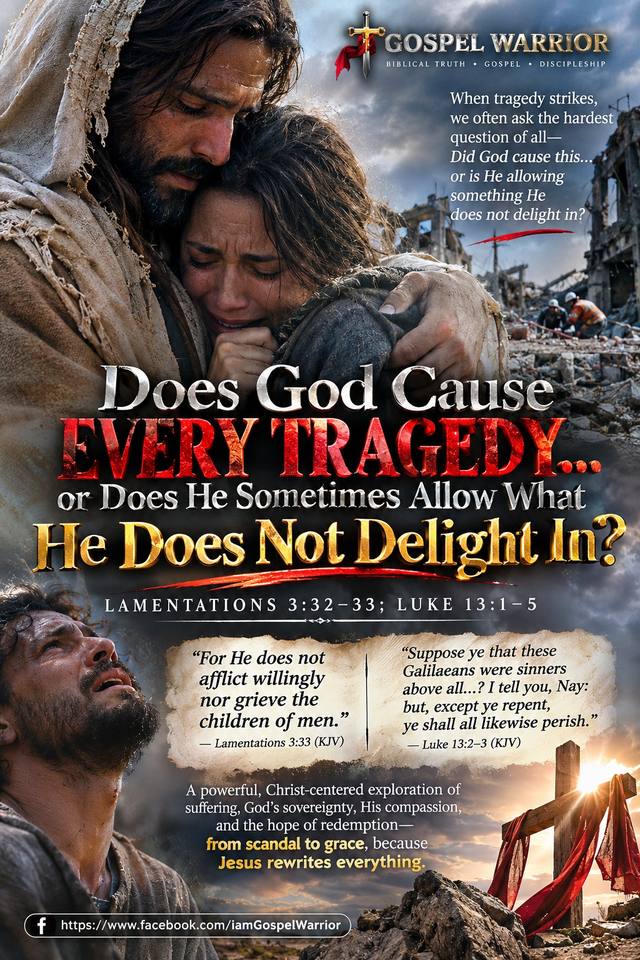 GOSPEL WARRIOR
BIBLICAL TRUTH • GOSPEL • DISCIPLESHIP
When tragedy strikes,
we often ask the hardest
question of all—
Did God cause this...
or is He allowing
something He
does not delight in?
Does God Cause
EVERY TRAGEDY...
or Does He Sometimes Allow What
He Does Not Delight In?
LAMENTATIONS 3:32–33; LUKE 13:1–5
“For He does not
afflict willingly
nor grieve the
children of men.”
— Lamentations 3:33 (KJV)
“Suppose ye that these
Galilaeans were sinners
above all...? I tell you, Nay:
but, except ye repent,
ye shall all likewise perish.”
— Luke 13:2–3 (KJV)
A powerful, Christ-centered exploration of
suffering, God’s sovereignty, His compassion,
and the hope of redemption—
from scandal to grace, because
Jesus rewrites everything.
f https://www.facebook.com/iamGospelWarrior